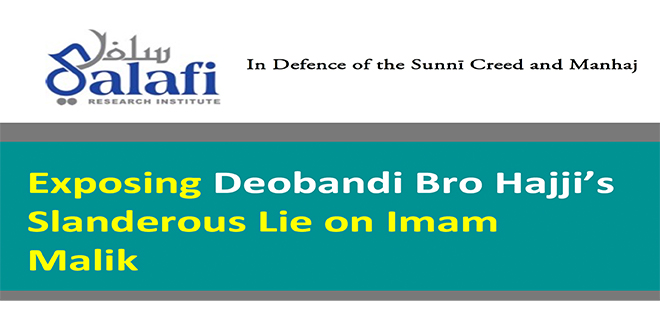 سلفی
Salafi
RESEARCH INSTITUTE
In Defence of the Sunnī Creed and Manhaj
Exposing Deobandi Bro Hajji’s
Slanderous Lie on Imam
Malik